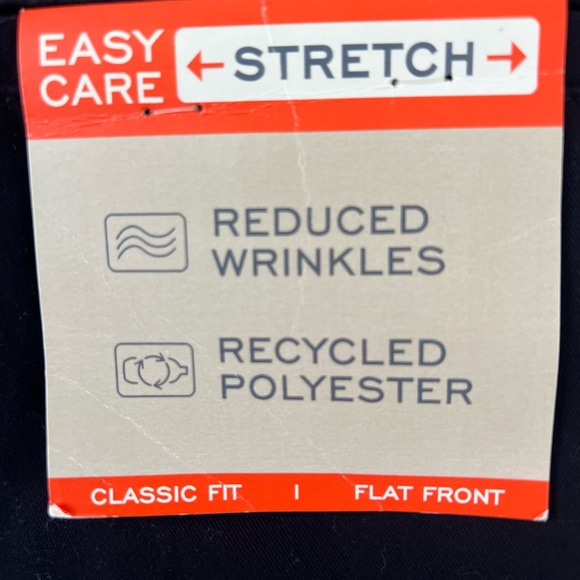 EASY
CARE
STRETCH
REDUCED
WRINKLES
RECYCLED
POLYESTER
CLASSIC FIT | FLAT FRONT